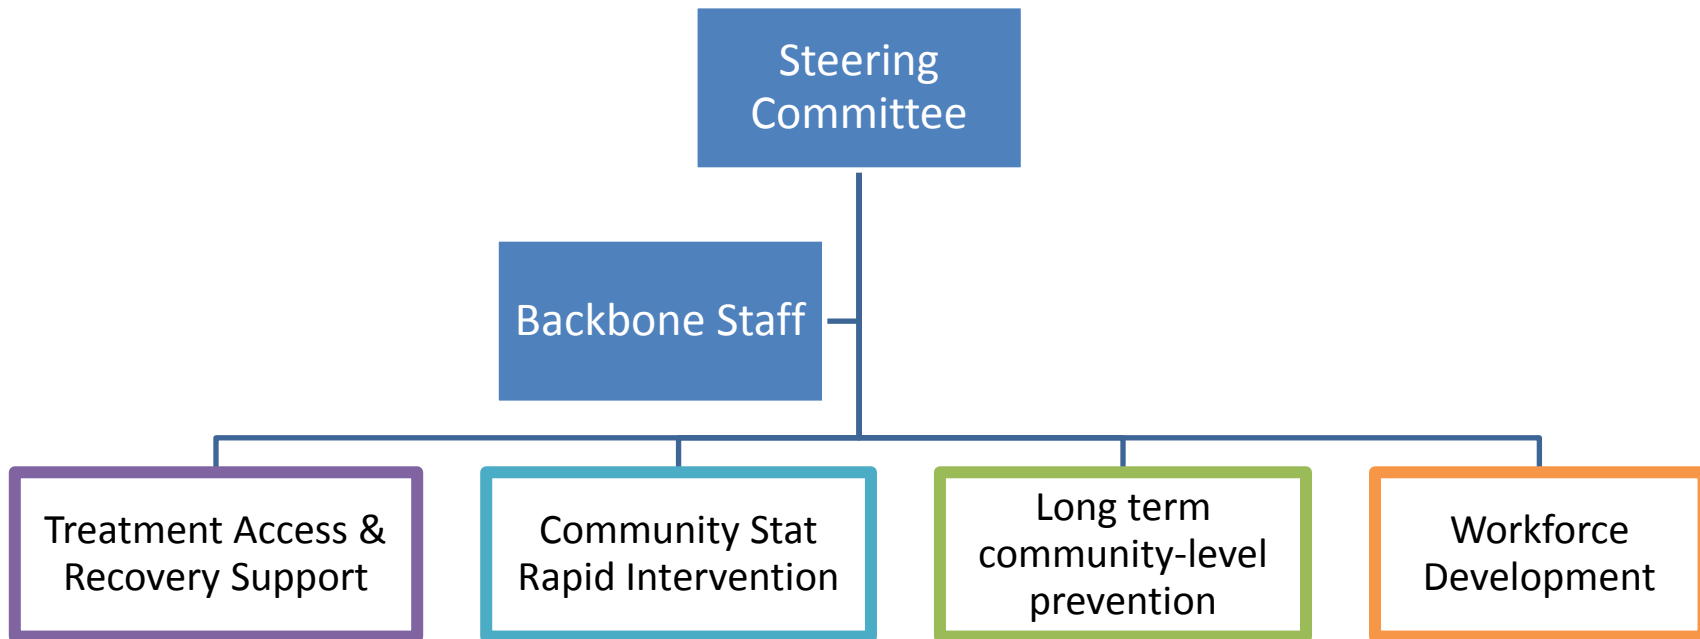 Steering
Committee
Backbone Staff
Treatment Access &
Recovery Support
Community Stat
Rapid Intervention
Long term
community-level
prevention
Workforce
Development